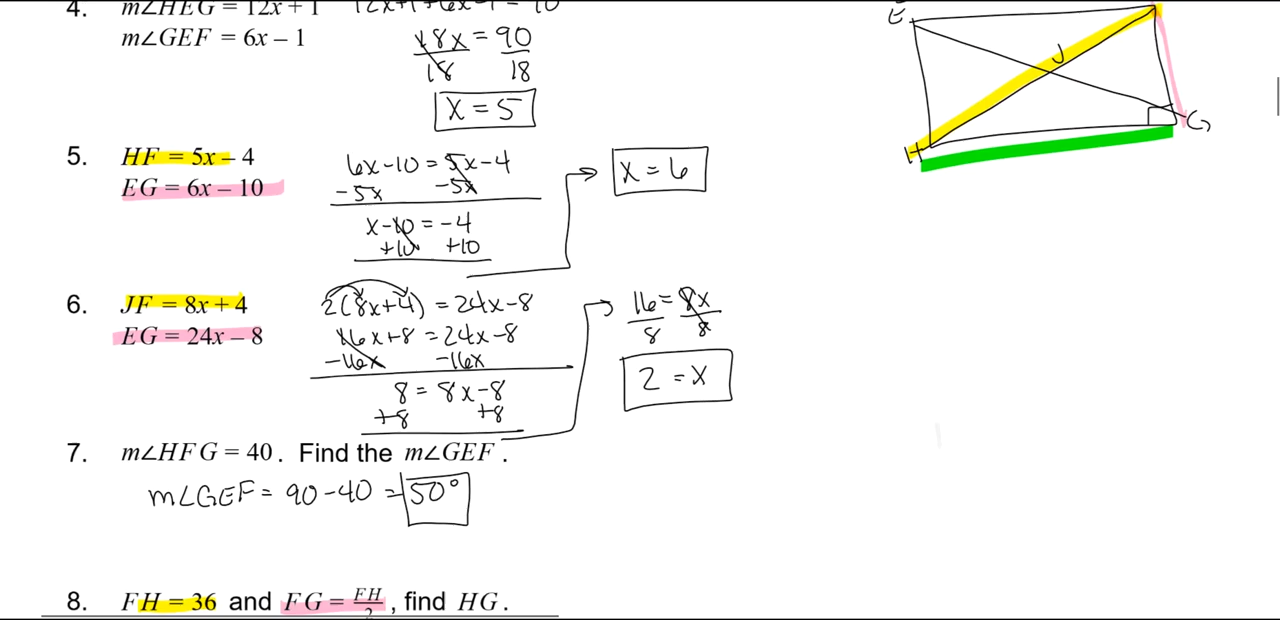 4. m∠HEG = 12x + 1
m∠GEF = 6x – 1
18x = 90
18 18
x = 5
5. HF = 5x – 4
EG = 6x – 10
6x-10 = 5x-4
-5x -5x
x-10 = -4
+10 +10
x = 6
6. JF = 8x + 4
EG = 24x – 8
2(8x+4) = 24x-8
16x+8 = 24x-8
-16x -16x
8 = 8x-8
+8 +8
16 = 8x
8 8
2 = x
7. m∠HFG = 40. Find the m∠GEF.
m∠GEF = 90-40 = 50°
8. FH = 36 and FG = FH/2, find HG.
E
J
H
G